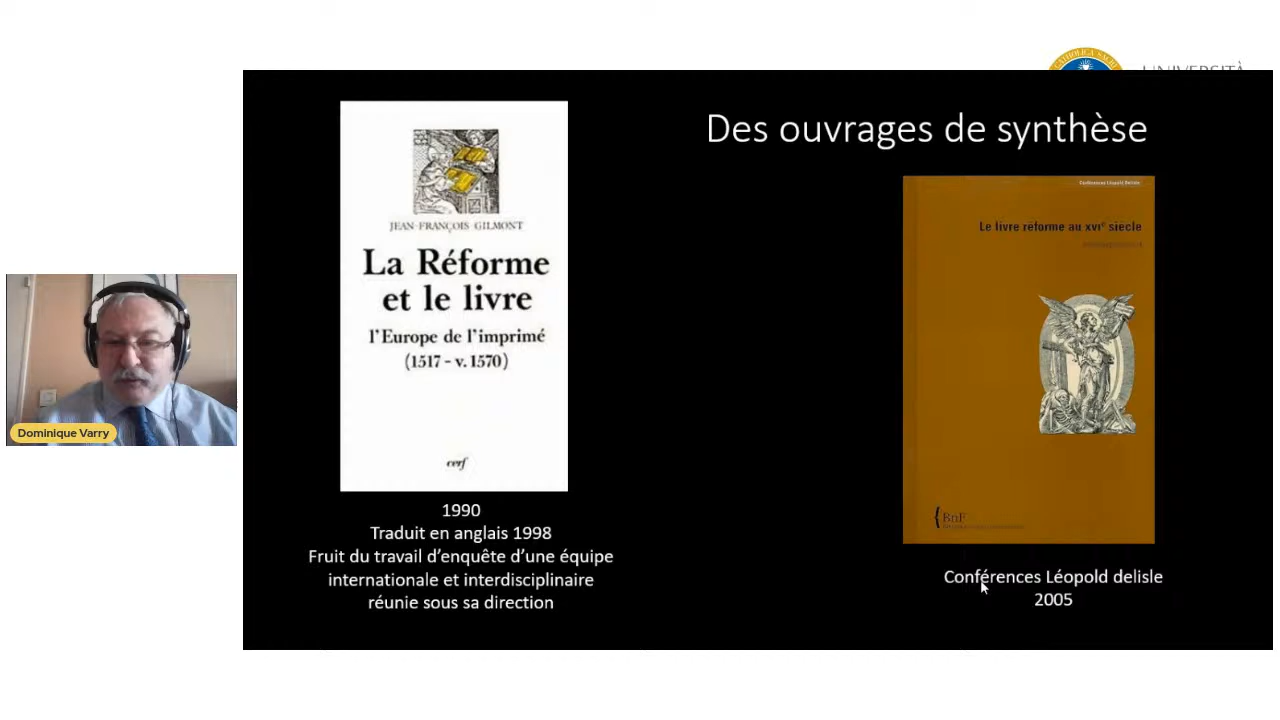 Des ouvrages de synthèse
JEAN-FRANÇOIS GILMONT
La Réforme
et le livre
l'Europe de l'imprimé
(1517 - v. 1570)
cerf
1990
Traduit en anglais 1998
Fruit du travail d'enquête d'une équipe
internationale et interdisciplinaire
réunie sous sa direction
Conférences Léopold Delisle
Le livre réformé au XVIe siècle
BnF
Conférences Léopold delisle
2005
Dominique Varry